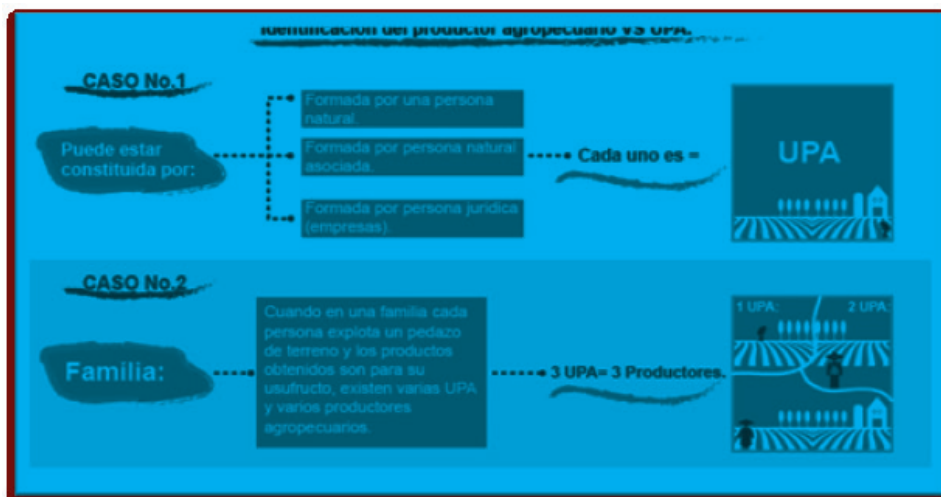 Identificación del productor agropecuario VS UPA.
CASO No.1
Puede estar
constituida por:
Formada por una persona
natural.
Formada por persona natural
asociada.
Formada por persona jurídica
(empresas).
Cada uno es =
UPA
CASO No.2
Familia:
Cuando en una familia cada
persona explota un pedazo
de terreno y los productos
obtenidos son para su
usufructo, existen varias UPA
y varios productores
agropecuarios.
3 UPA= 3 Productores.
1 UPA:
2 UPA: